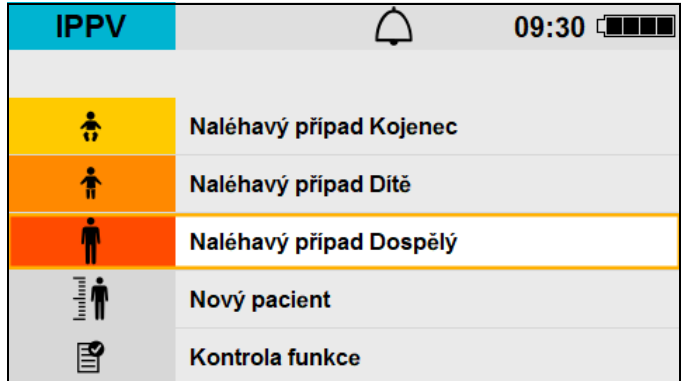 IPPV 09:30
Naléhavý případ Kojenec
Naléhavý případ Dítě
Naléhavý případ Dospělý
Nový pacient
Kontrola funkce